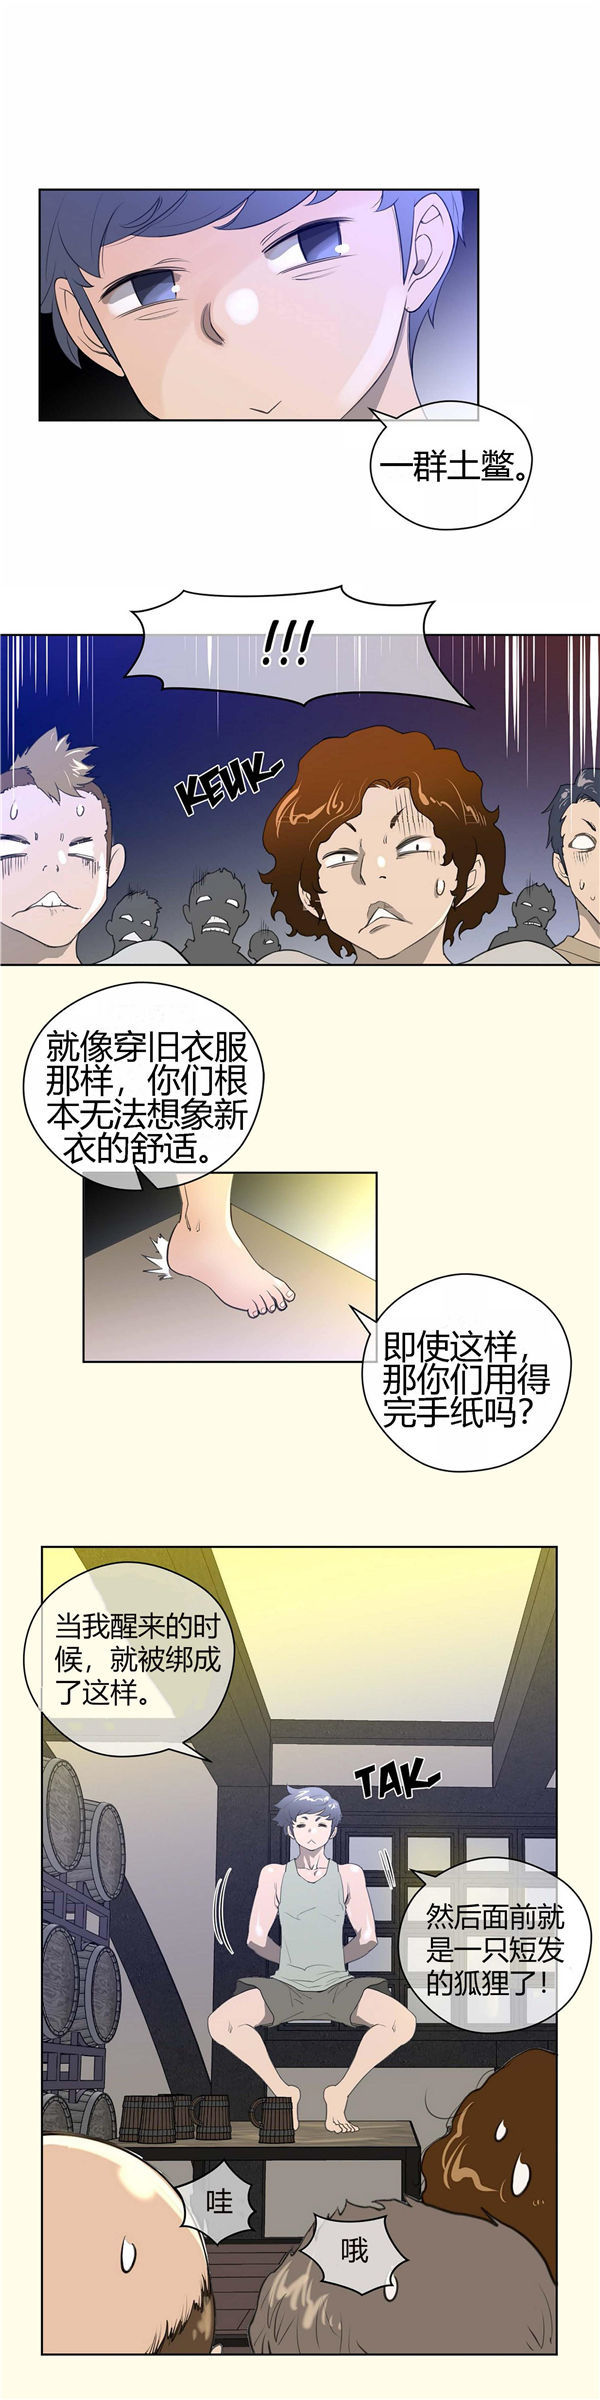 一群土鳖。
!!!
KEUK
就像穿旧衣服
那样，你们根
本无法想象新
衣的舒适。
即使这样，
那你们用得
完手纸吗？
当我醒来的时
候，就被绑成
了这样。
TAK
然后面前就
是一只短发
的狐狸了！
哇
哦